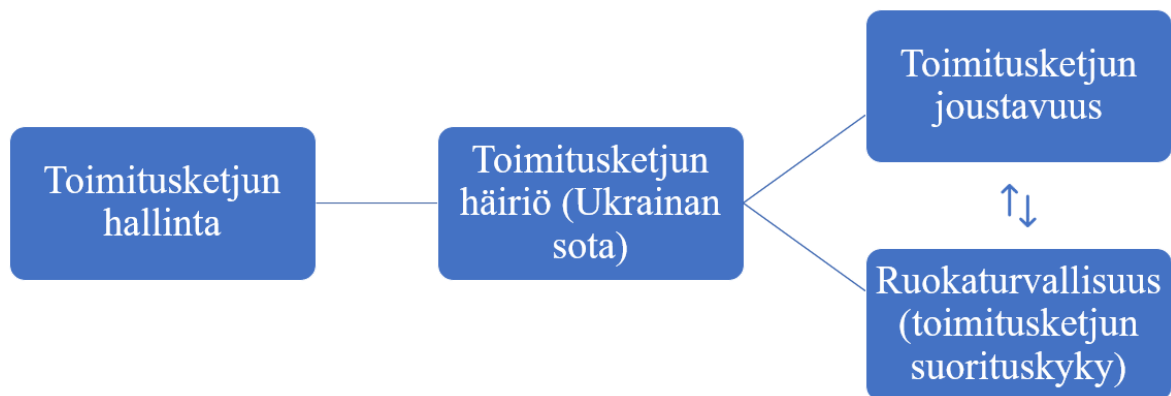 Toimitusketjun
hallinta
Toimitusketjun
häiriö (Ukrainan
sota)
Toimitusketjun
joustavuus
↑↓
Ruokaturvallisuus
(toimitusketjun
suorituskyky)